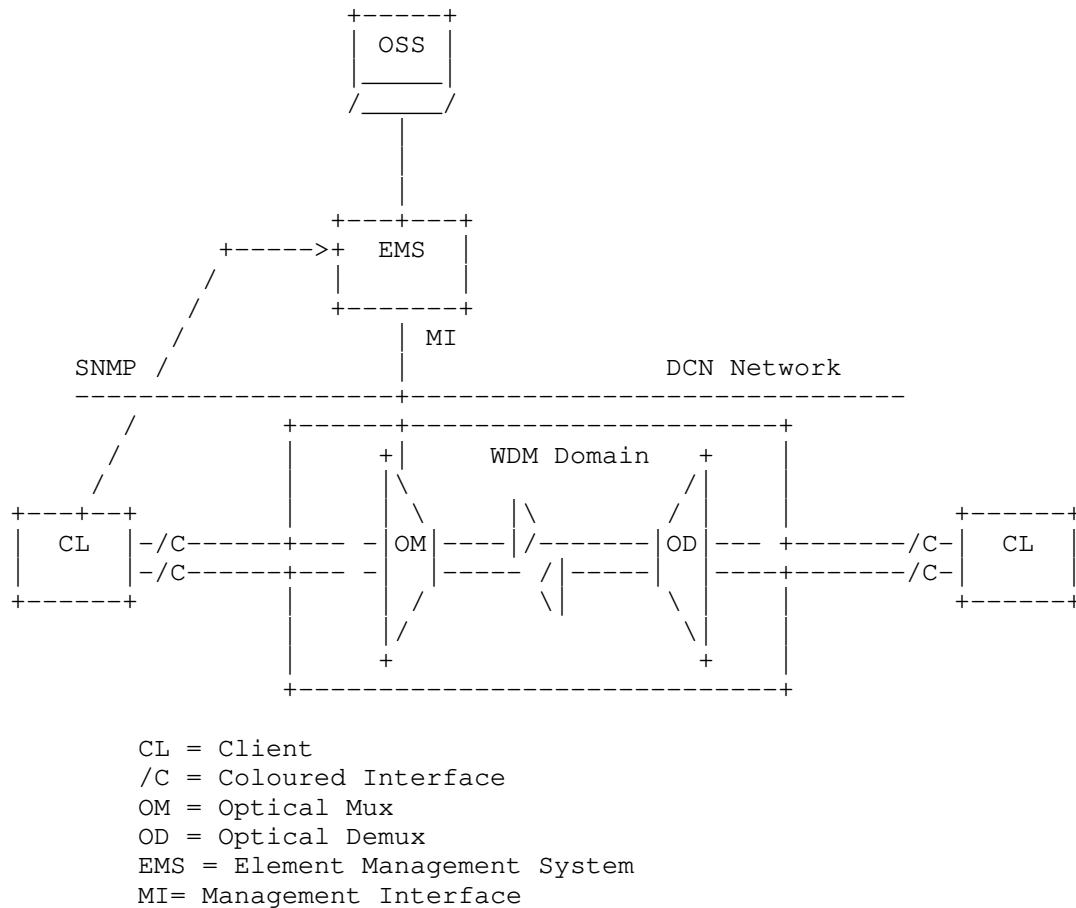 OSS
EMS
MI
SNMP DCN Network
WDM Domain
CL -/C- OM OD /C- CL
-/C- /C-
CL = Client
/C = Coloured Interface
OM = Optical Mux
OD = Optical Demux
EMS = Element Management System
MI= Management Interface